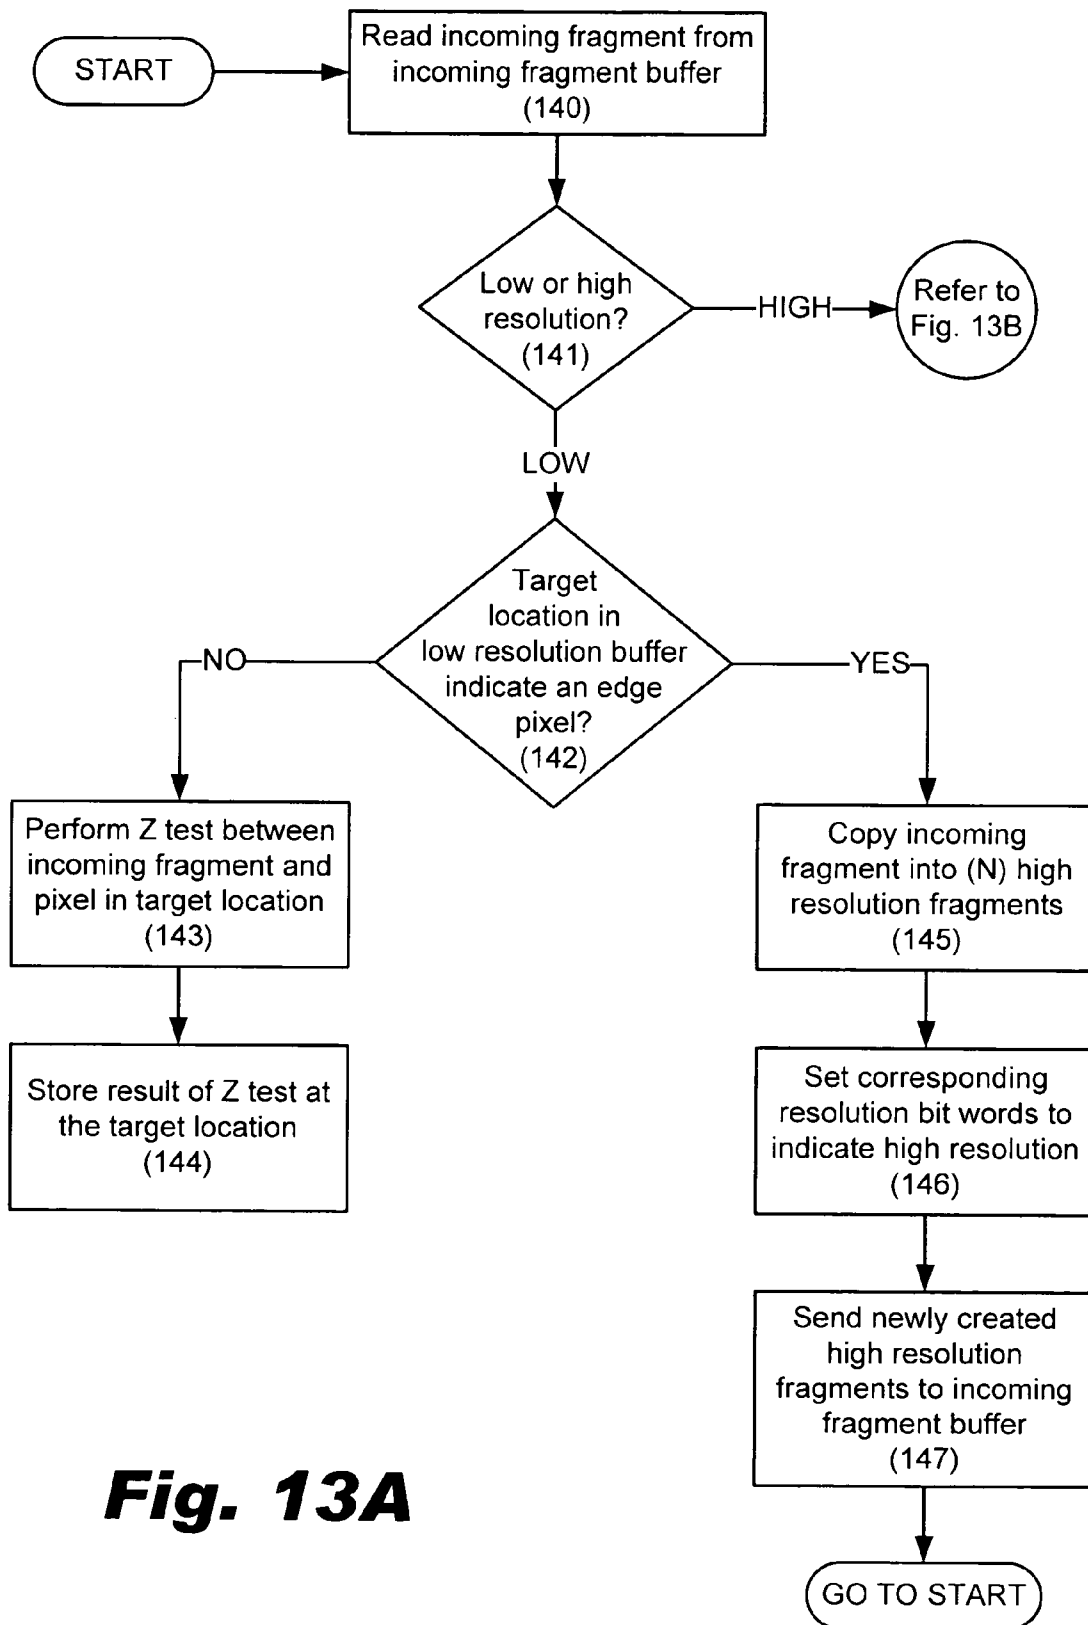 START
Read incoming fragment from
incoming fragment buffer
(140)
Low or high
resolution?
(141)
HIGH
Refer to
Fig. 13B
LOW
Target
location in
low resolution buffer
indicate an edge
pixel?
(142)
NO
YES
Perform Z test between
incoming fragment and
pixel in target location
(143)
Store result of Z test at
the target location
(144)
Copy incoming
fragment into (N) high
resolution fragments
(145)
Set corresponding
resolution bit words to
indicate high resolution
(146)
Send newly created
high resolution
fragments to incoming
fragment buffer
(147)
GO TO START
Fig. 13A